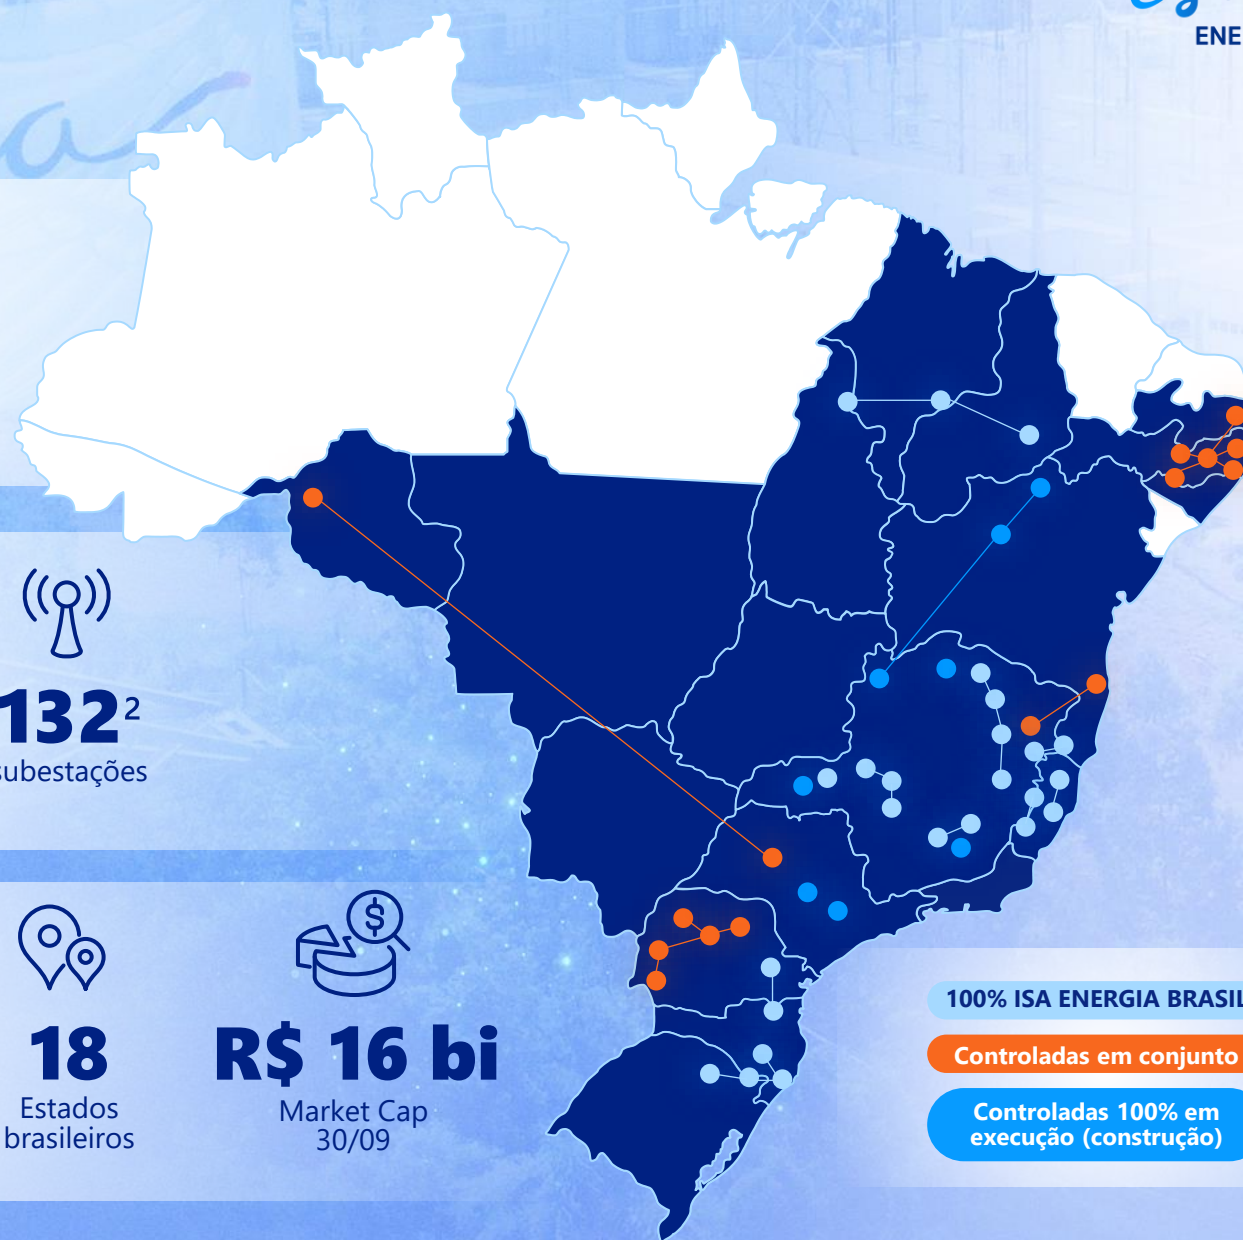 ENE
132²
subestações
18
Estados
brasileiros
R$ 16 bi
Market Cap
30/09
100% ISA ENERGIA BRASIL
Controladas em conjunto
Controladas 100% em
execução (construção)